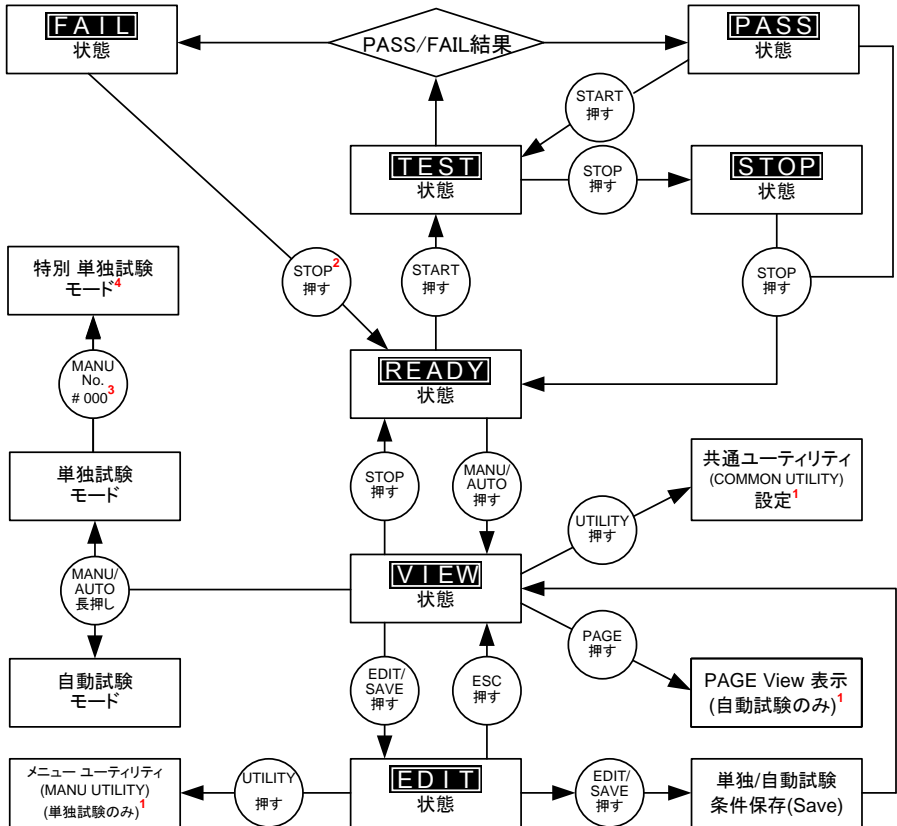 FAIL
状態
PASS/FAIL結果
PASS
状態
START
押す
TEST
状態
STOP
押す
STOP
状態
特別 単独試験
モード4
STOP2
押す
START
押す
STOP
押す
MANU
No.
# 0003
READY
状態
単独試験
モード
STOP
押す
MANU/
AUTO
押す
共通ユーティリティ
(COMMON UTILITY)
設定1
UTILITY
押す
MANU/
AUTO
長押し
VIEW
状態
PAGE
押す
自動試験
モード
EDIT/
SAVE
押す
ESC
押す
PAGE View 表示
(自動試験のみ)1
メニュー ユーティリティ
(MANU UTILITY)
(単独試験のみ)1
UTILITY
押す
EDIT
状態
EDIT/
SAVE
押す
単独/自動試験
条件保存(Save)